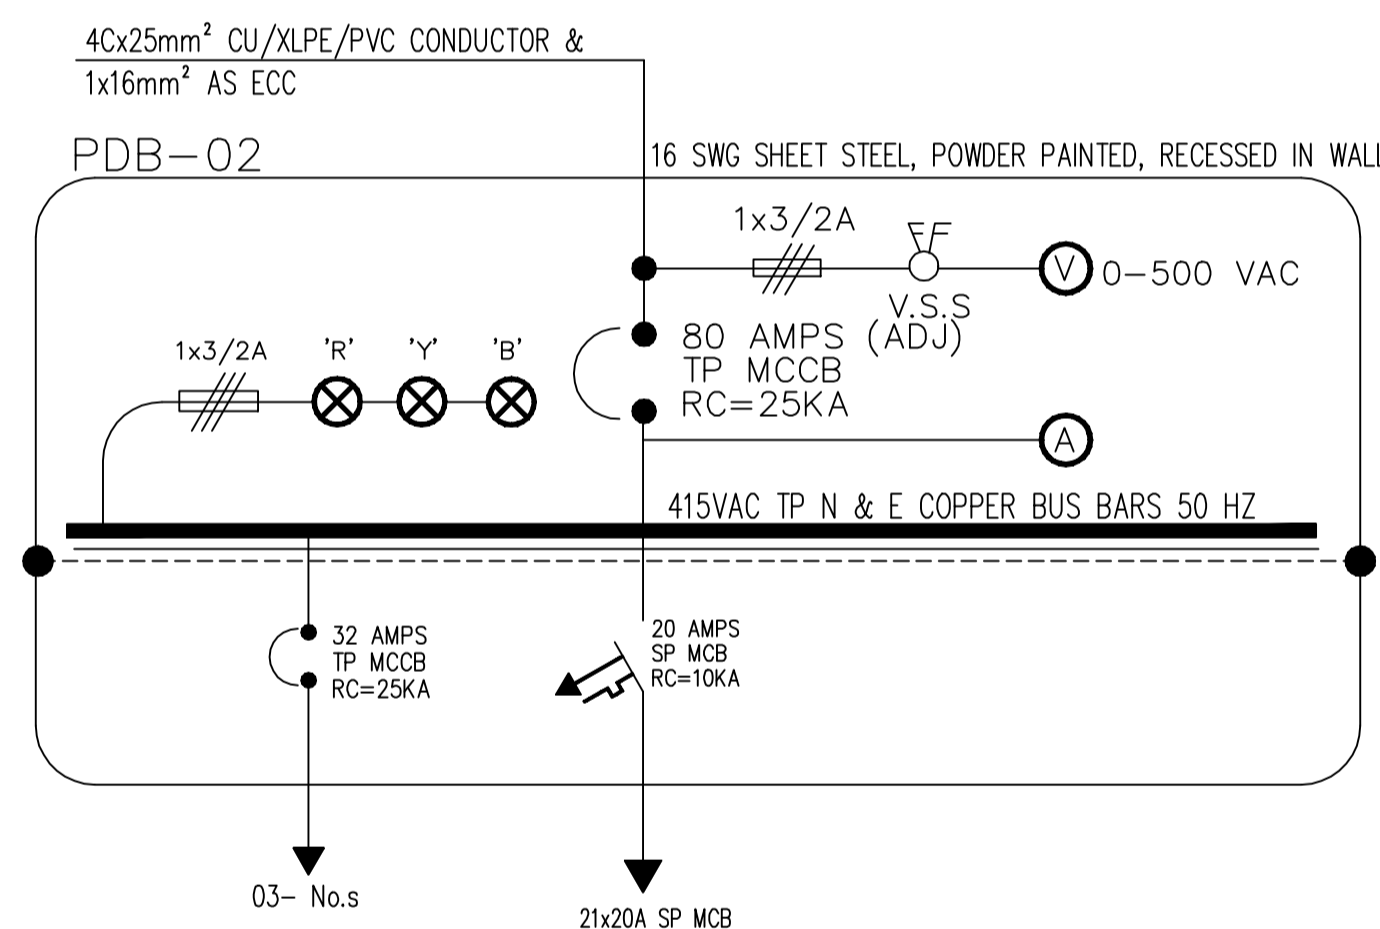 4Cx25mm² CU/XLPE/PVC CONDUCTOR &
1x16mm² AS ECC
PDB-02
16 SWG SHEET STEEL, POWDER PAINTED, RECESSED IN WALL
1x3/2A
V
0-500 VAC
V.S.S
80 AMPS (ADJ)
TP MCCB
RC=25KA
1x3/2A
'R'
'Y'
'B'
A
415VAC TP N & E COPPER BUS BARS 50 HZ
32 AMPS
TP MCCB
RC=25KA
20 AMPS
SP MCB
RC=10KA
03- No.s
21x20A SP MCB